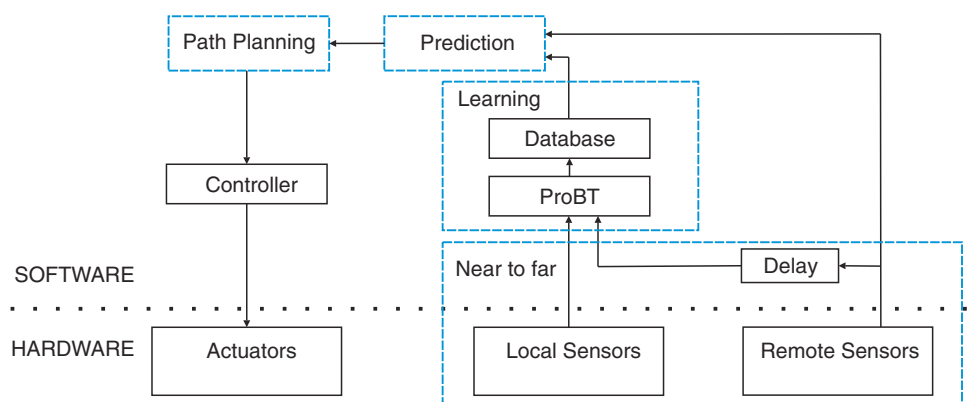 Path Planning
Prediction
Learning
Database
ProBT
Controller
Near to far
Delay
SOFTWARE
HARDWARE
Actuators
Local Sensors
Remote Sensors